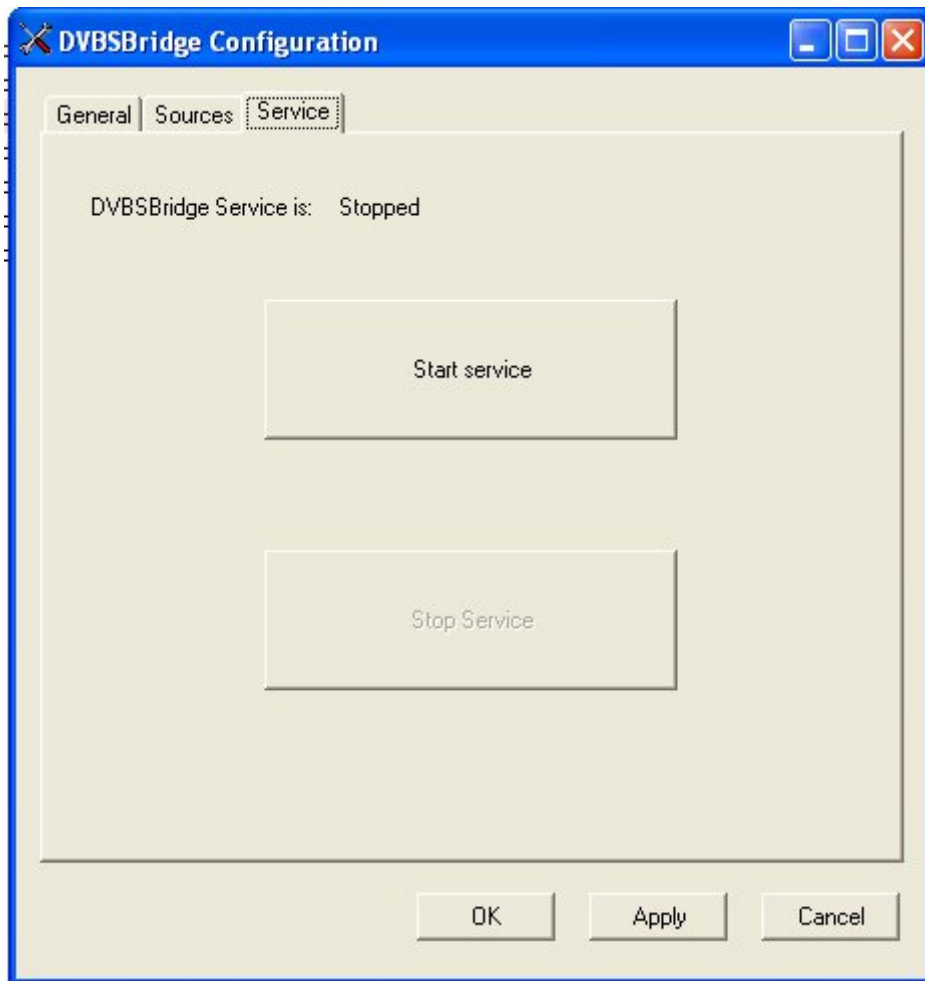 DVBSBridge Configuration
General Sources Service
DVBSBridge Service is: Stopped
Start service
Stop Service
OK Apply Cancel